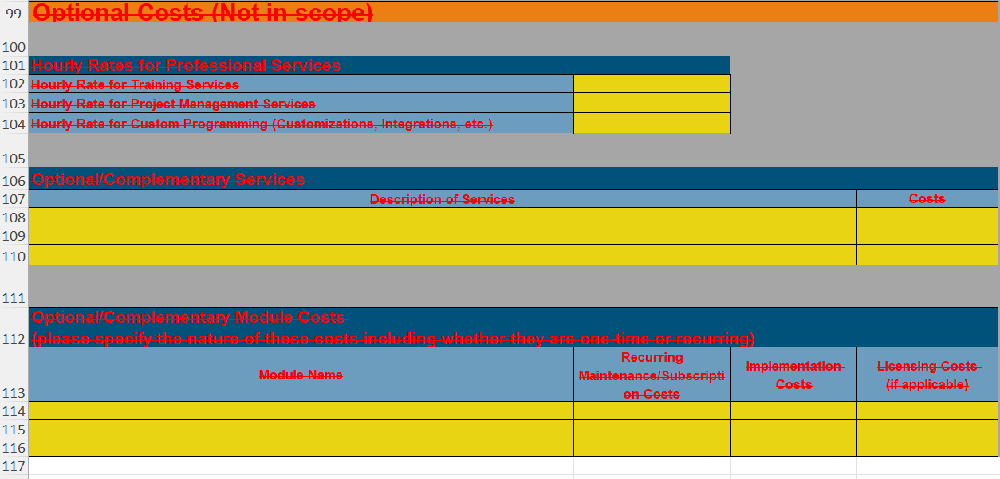 99 Optional Costs (Not in scope)
100
101 Hourly Rates for Professional Services
102 Hourly Rate for Training Services
103 Hourly Rate for Project Management Services
104 Hourly Rate for Custom Programming (Customizations, Integrations, etc.)
105
106 Optional/Complementary Services
107 Description of Services Costs
108
109
110
111
Optional/Complementary Module Costs
112 (please specify the nature of these costs including whether they are one-time or recurring)
113 Module Name
Recurring
Maintenance/Subscripti
on Costs
Implementation
Costs
Licensing Costs
(if applicable)
114
115
116
117